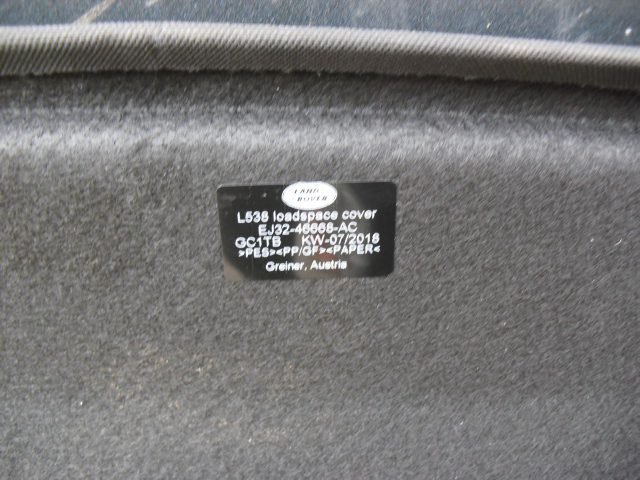 LAND
ROVER
L538 loadspace cover
EJ32-46668-AC
GC1TB KW-07/2018
>PES><PP/GF><PAPER<
Greiner, Austria